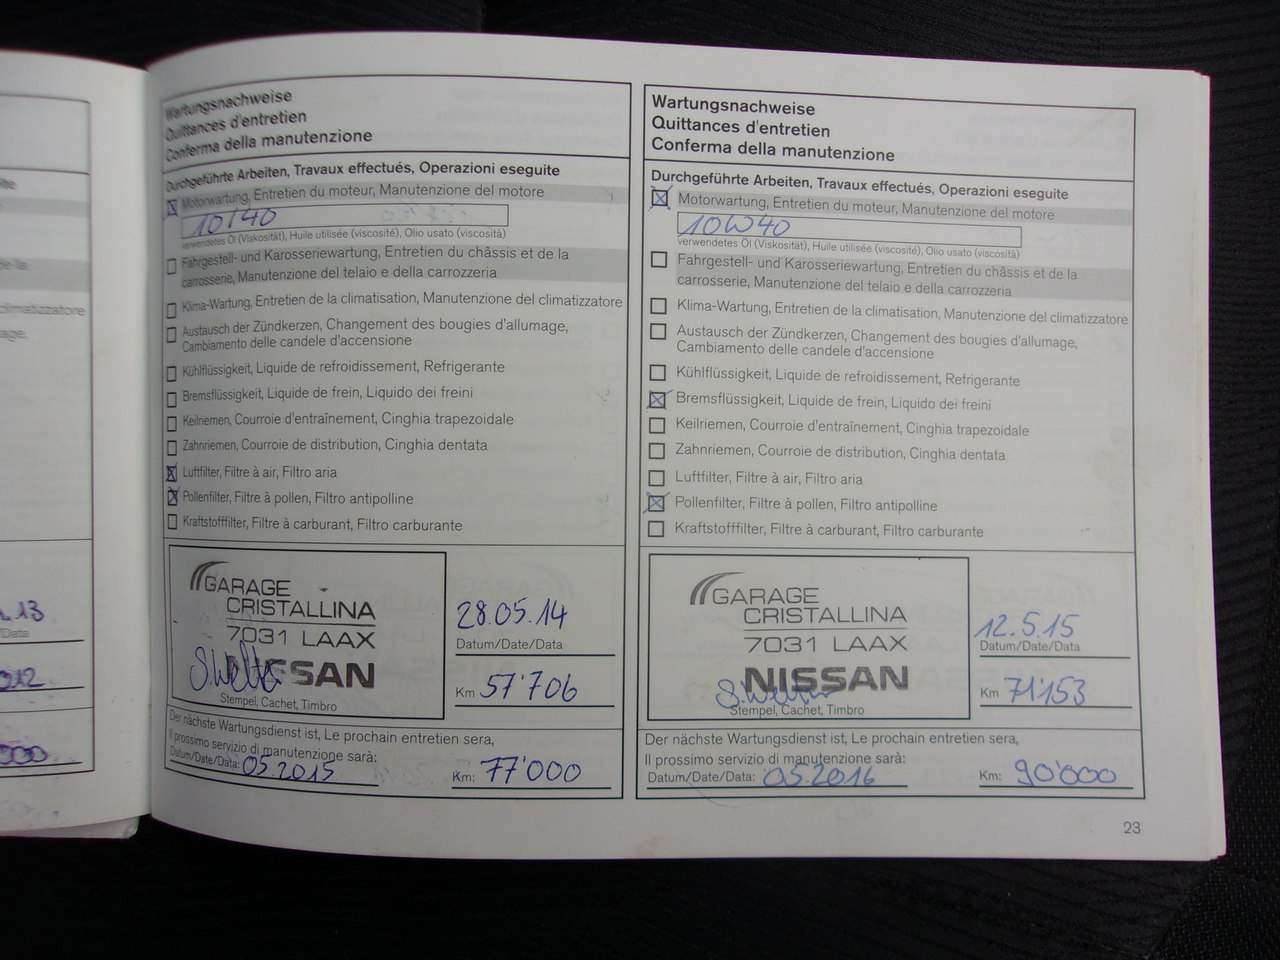 limatizzatore
13
Date/Data
012
000
Wartungsnachweise
Quittances d'entretien
Conferma della manutenzione
Durchgeführte Arbeiten, Travaux effectués, Operazioni eseguite
Motorwartung, Entretien du moteur, Manutenzione del motore
10/40
verwendetes Öl (Viskosität), Huile utilisée (viscosité), Olio usato (viscosità)
Fahrgestell- und Karosseriewartung, Entretien du châssis et de la
carrosserie, Manutenzione del telaio e della carrozzeria
Klima-Wartung, Entretien de la climatisation, Manutenzione del climatizzatore
Austausch der Zündkerzen, Changement des bougies d'allumage,
Cambiamento delle candele d'accensione
Kühlflüssigkeit, Liquide de refroidissement, Refrigerante
Bremsflüssigkeit, Liquide de frein, Liquido dei freini
Keilriemen, Courroie d'entraînement, Cinghia trapezoidale
Zahnriemen, Courroie de distribution, Cinghia dentata
Luftfilter, Filtre à air, Filtro aria
Pollenfilter, Filtre à pollen, Filtro antipolline
Kraftstofffilter, Filtre à carburant, Filtro carburante
GARAGE
CRISTALLINA
7031 LAAX
NISSAN
S. Welter
Stempel, Cachet, Timbro
28.05.14
Datum/Date/Data
Km 57'706
Der nächste Wartungsdienst ist, Le prochain entretien sera,
Il prossimo servizio di manutenzione sarà:
Datum/Date/Data: 05.2015
Km: 77'000
Wartungsnachweise
Quittances d'entretien
Conferma della manutenzione
Durchgeführte Arbeiten, Travaux effectués, Operazioni eseguite
Motorwartung, Entretien du moteur, Manutenzione del motore
10W40
verwendetes Öl (Viskosität), Huile utilisée (viscosité), Olio usato (viscosità)
Fahrgestell- und Karosseriewartung, Entretien du châssis et de la
carrosserie, Manutenzione del telaio e della carrozzeria
Klima-Wartung, Entretien de la climatisation, Manutenzione del climatizzatore
Austausch der Zündkerzen, Changement des bougies d'allumage,
Cambiamento delle candele d'accensione
Kühlflüssigkeit, Liquide de refroidissement, Refrigerante
Bremsflüssigkeit, Liquide de frein, Liquido dei freini
Keilriemen, Courroie d'entraînement, Cinghia trapezoidale
Zahnriemen, Courroie de distribution, Cinghia dentata
Luftfilter, Filtre à air, Filtro aria
Pollenfilter, Filtre à pollen, Filtro antipolline
Kraftstofffilter, Filtre à carburant, Filtro carburante
GARAGE
CRISTALLINA
7031 LAAX
NISSAN
S. Welter
Stempel, Cachet, Timbro
12.5.15
Datum/Date/Data
Km 71'153
Der nächste Wartungsdienst ist, Le prochain entretien sera,
Il prossimo servizio di manutenzione sarà:
Datum/Date/Data: 05.2016
Km: 90'000
23